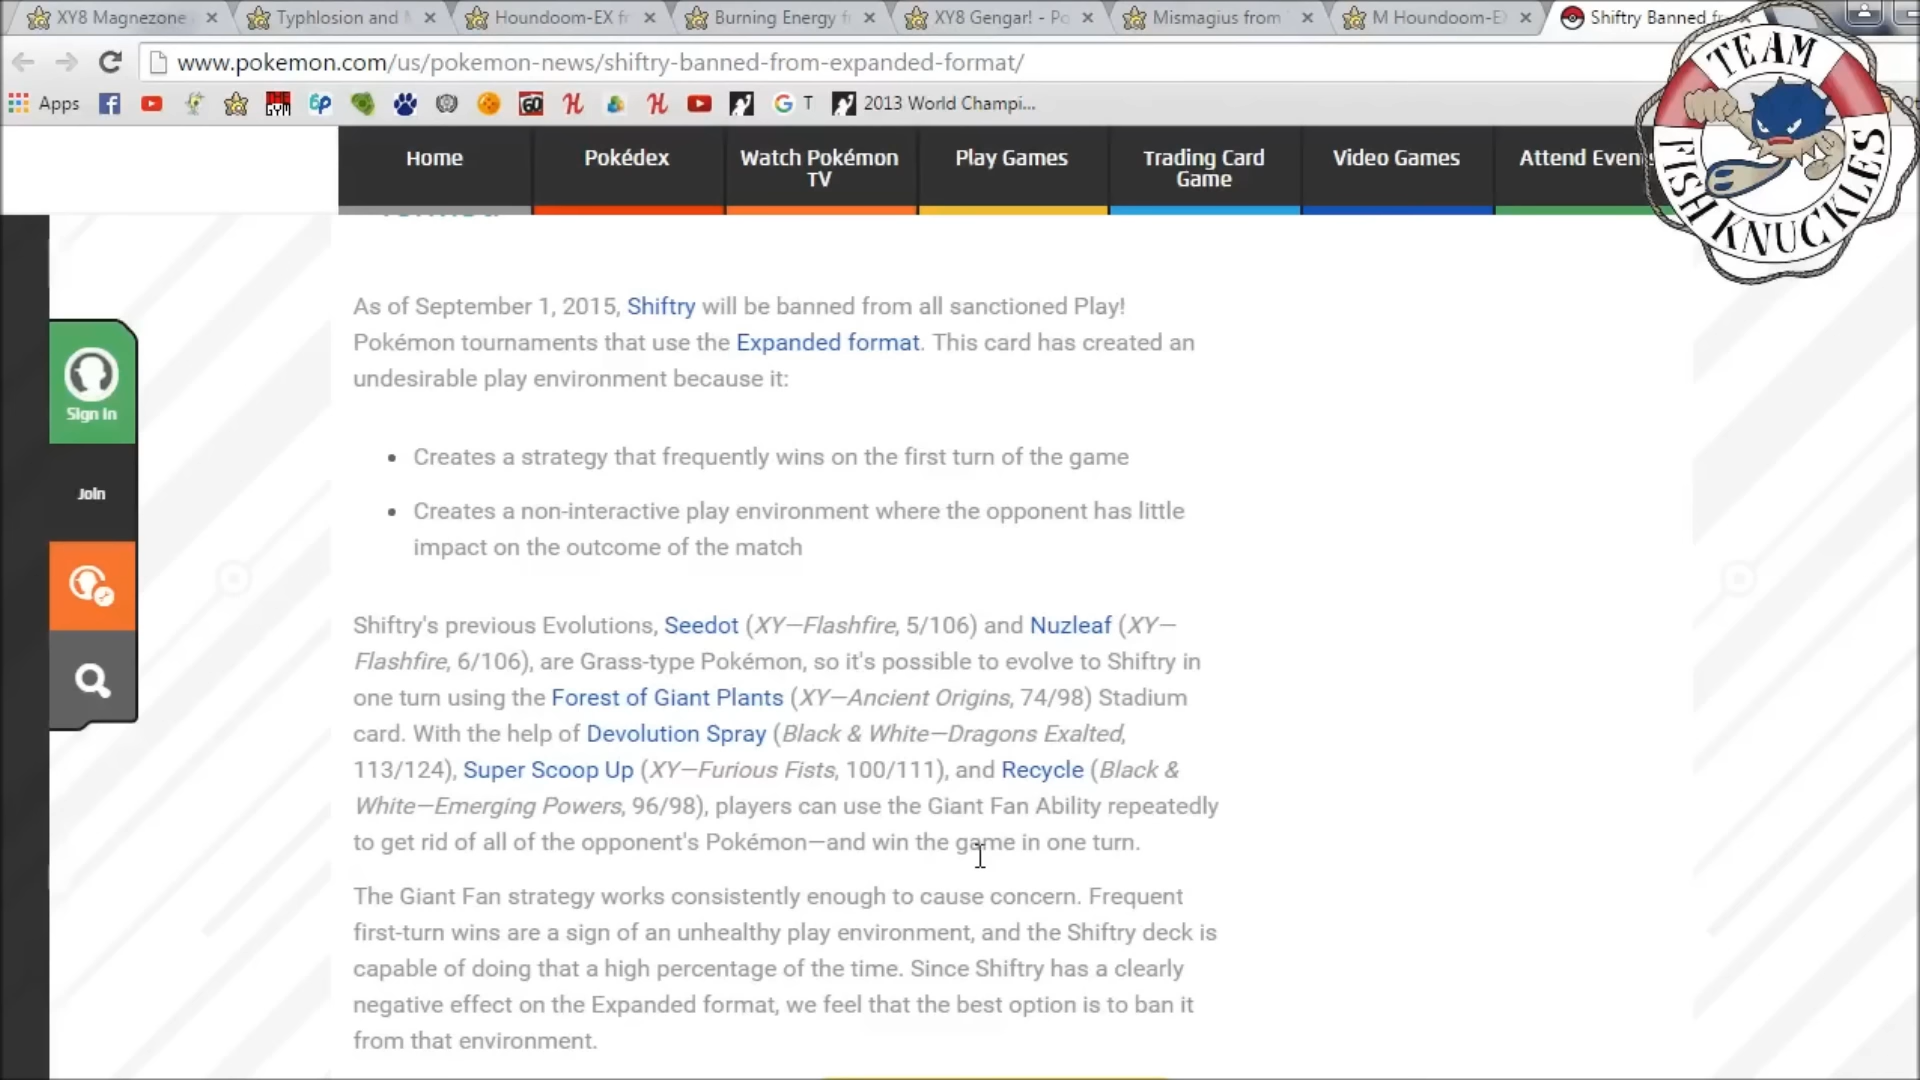 XY8 Magnezone
Typhlosion and
Houndoom-EX f
Burning Energy f
XY8 Gengar! - Po
Mismagius from
M Houndoom-E
Shiftry Banned f
www.pokemon.com/us/pokemon-news/shiftry-banned-from-expanded-format/
Apps
T
2013 World Champi...
TEAM
FISH KNUCKLES
Home
Pokédex
Watch Pokémon
TV
Play Games
Trading Card
Game
Video Games
Attend Even
Sign In
Join
As of September 1, 2015, Shiftry will be banned from all sanctioned Play!
Pokémon tournaments that use the Expanded format. This card has created an
undesirable play environment because it:
• Creates a strategy that frequently wins on the first turn of the game
• Creates a non-interactive play environment where the opponent has little
impact on the outcome of the match
Shiftry's previous Evolutions, Seedot (XY—Flashfire, 5/106) and Nuzleaf (XY—
Flashfire, 6/106), are Grass-type Pokémon, so it's possible to evolve to Shiftry in
one turn using the Forest of Giant Plants (XY—Ancient Origins, 74/98) Stadium
card. With the help of Devolution Spray (Black & White—Dragons Exalted,
113/124), Super Scoop Up (XY—Furious Fists, 100/111), and Recycle (Black &
White—Emerging Powers, 96/98), players can use the Giant Fan Ability repeatedly
to get rid of all of the opponent's Pokémon—and win the game in one turn.
The Giant Fan strategy works consistently enough to cause concern. Frequent
first-turn wins are a sign of an unhealthy play environment, and the Shiftry deck is
capable of doing that a high percentage of the time. Since Shiftry has a clearly
negative effect on the Expanded format, we feel that the best option is to ban it
from that environment.